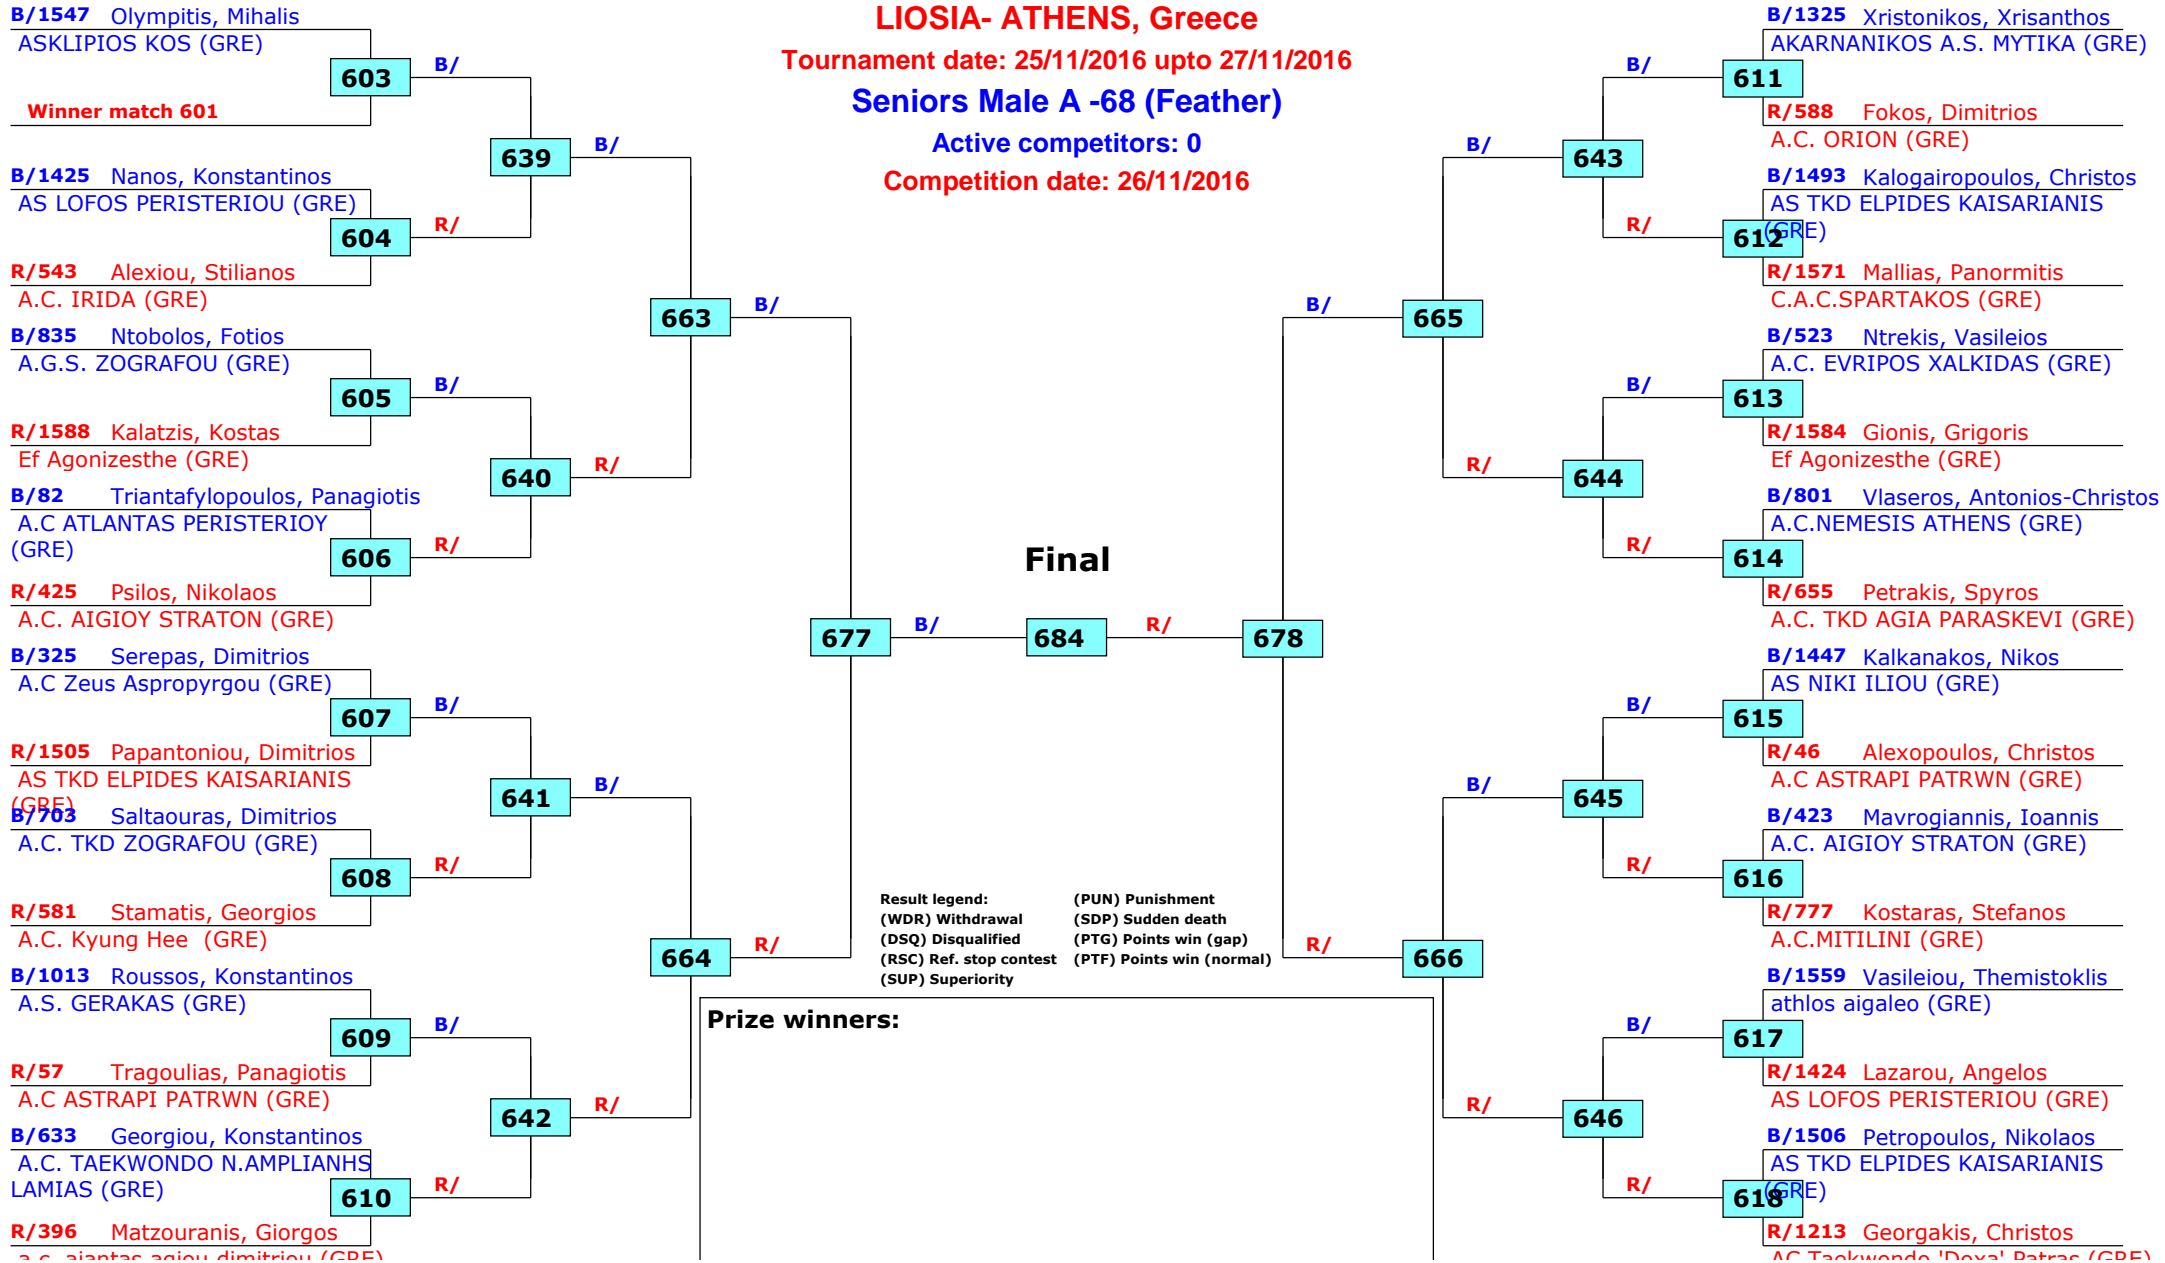 LIOSIA- ATHENS, Greece
Tournament date: 25/11/2016 upto 27/11/2016
Seniors Male A -68 (Feather)
Active competitors: 0
Competition date: 26/11/2016
B/1547 Olympitis, Mihalis
ASKLIPIOS KOS (GRE)
603
B/
Winner match 601
639
B/
B/1425 Nanos, Konstantinos
AS LOFOS PERISTERIOU (GRE)
604
R/
R/543 Alexiou, Stilianos
A.C. IRIDA (GRE)
663
B/
B/835 Ntobolos, Fotios
A.G.S. ZOGRAFOU (GRE)
605
B/
R/1588 Kalatzis, Kostas
Ef Agonizesthe (GRE)
640
R/
B/82 Triantafylopoulos, Panagiotis
A.C ATLANTAS PERISTERIOY
(GRE)
606
R/
R/425 Psilos, Nikolaos
A.C. AIGIOY STRATON (GRE)
677
B/
B/325 Serepas, Dimitrios
A.C Zeus Aspropyrgou (GRE)
607
B/
R/1505 Papantoniou, Dimitrios
AS TKD ELPIDES KAISARIANIS
(GRE)
641
B/
B/703 Saltaouras, Dimitrios
A.C. TKD ZOGRAFOU (GRE)
608
R/
R/581 Stamatis, Georgios
A.C. Kyung Hee (GRE)
664
R/
B/1013 Roussos, Konstantinos
A.S. GERAKAS (GRE)
609
B/
R/57 Tragoulias, Panagiotis
A.C ASTRAPI PATRWN (GRE)
642
R/
B/633 Georgiou, Konstantinos
A.C. TAEKWONDO N.AMPLIANHS
LAMIAS (GRE)
610
R/
R/396 Matzouranis, Giorgos
a.c. aiantas agiou dimitriou (GRE)
Final
684
R/
678
Result legend:
(WDR) Withdrawal
(DSQ) Disqualified
(RSC) Ref. stop contest
(SUP) Superiority
(PUN) Punishment
(SDP) Sudden death
(PTG) Points win (gap)
(PTF) Points win (normal)
Prize winners:
B/1325 Xristonikos, Xrisanthos
AKARNANIKOS A.S. MYTIKA (GRE)
B/
611
R/588 Fokos, Dimitrios
A.C. ORION (GRE)
B/
643
B/1493 Kalogairopoulos, Christos
AS TKD ELPIDES KAISARIANIS
(GRE)
R/
612
R/1571 Mallias, Panormitis
C.A.C.SPARTAKOS (GRE)
B/
665
B/523 Ntrekis, Vasileios
A.C. EVRIPOS XALKIDAS (GRE)
B/
613
R/1584 Gionis, Grigoris
Ef Agonizesthe (GRE)
R/
644
B/801 Vlaseros, Antonios-Christos
A.C.NEMESIS ATHENS (GRE)
R/
614
R/655 Petrakis, Spyros
A.C. TKD AGIA PARASKEVI (GRE)
B/1447 Kalkanakos, Nikos
AS NIKI ILIOU (GRE)
B/
615
R/46 Alexopoulos, Christos
A.C ASTRAPI PATRWN (GRE)
B/
645
B/423 Mavrogiannis, Ioannis
A.C. AIGIOY STRATON (GRE)
R/
616
R/777 Kostaras, Stefanos
A.C.MITILINI (GRE)
R/
666
B/1559 Vasileiou, Themistoklis
athlos aigaleo (GRE)
B/
617
R/1424 Lazarou, Angelos
AS LOFOS PERISTERIOU (GRE)
R/
646
B/1506 Petropoulos, Nikolaos
AS TKD ELPIDES KAISARIANIS
(GRE)
R/
618
R/1213 Georgakis, Christos
AC Taekwondo 'Doxa' Patras (GRE)